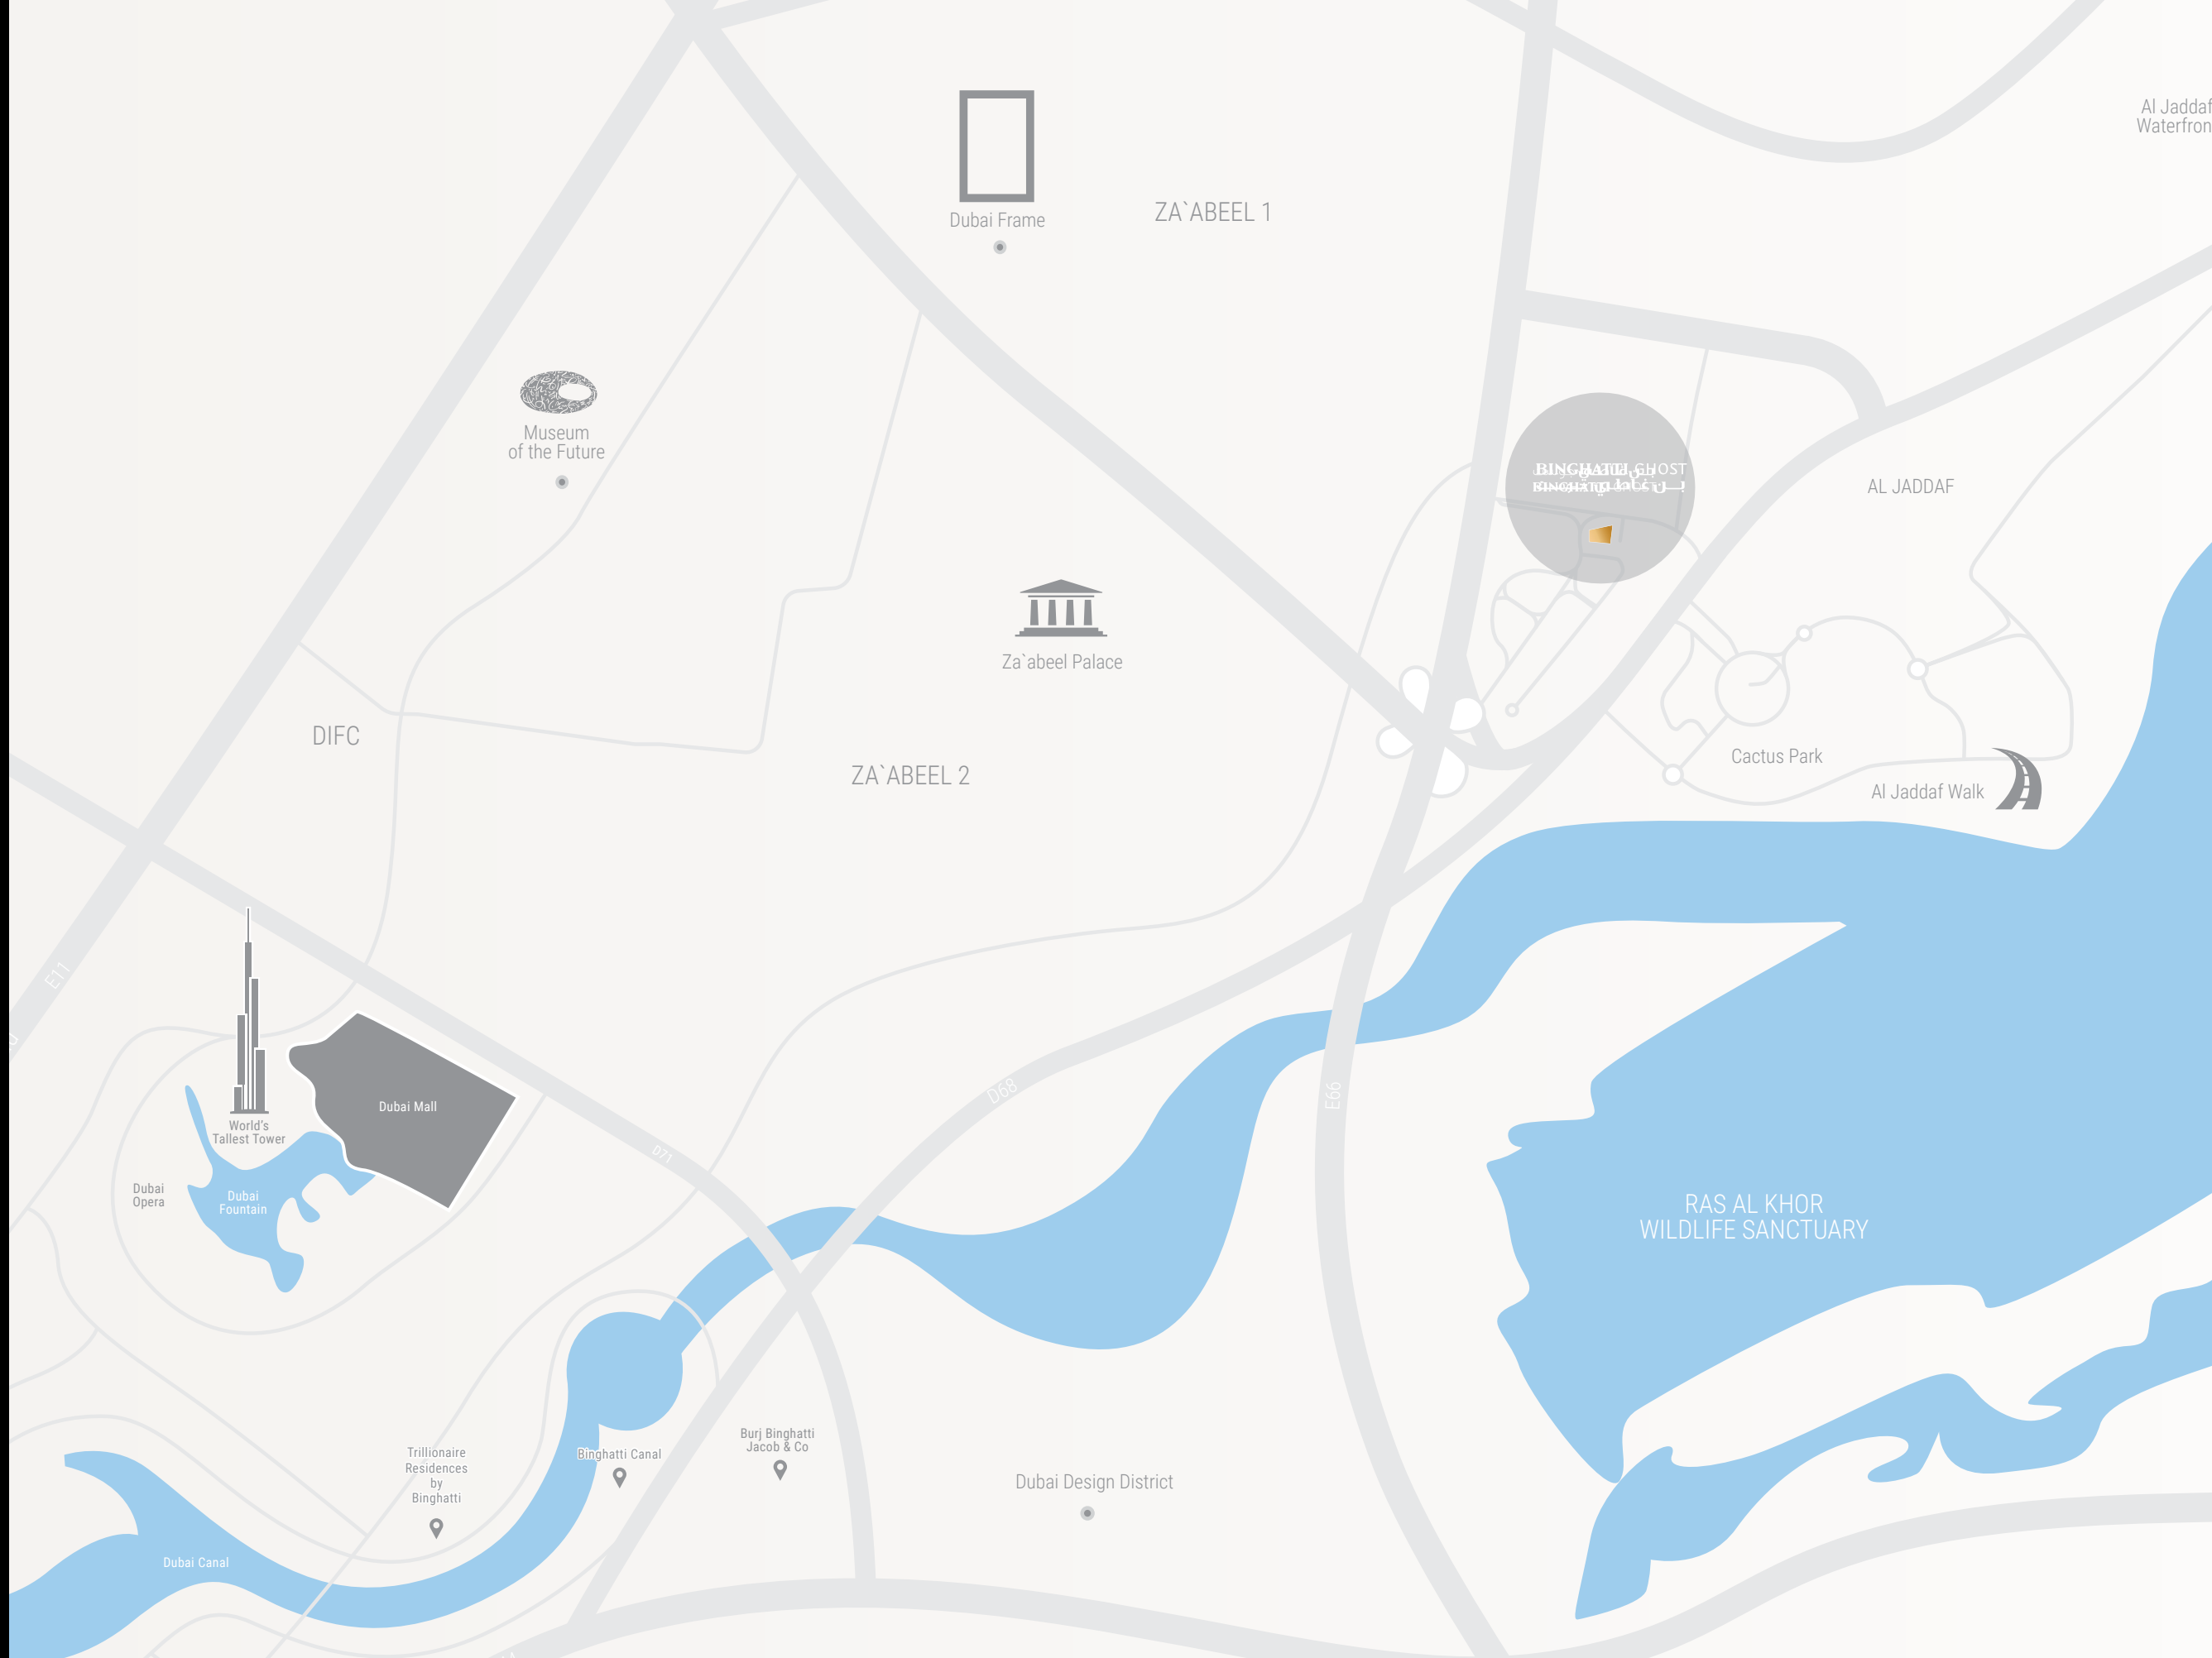 Al Jaddaf
Waterfron
Dubai Frame
ZA`ABEEL 1
Museum
of the Future
BINGHATTI GHOST
AL JADDAF
Za`abeel Palace
DIFC
ZA`ABEEL 2
Cactus Park
Al Jaddaf Walk
E11
D68
E66
Dubai Mall
World's
Tallest Tower
D71
Dubai
Opera
Dubai
Fountain
RAS AL KHOR
WILDLIFE SANCTUARY
Burj Binghatti
Jacob & Co
Trillionaire
Residences
by
Binghatti
Binghatti Canal
Dubai Design District
Dubai Canal